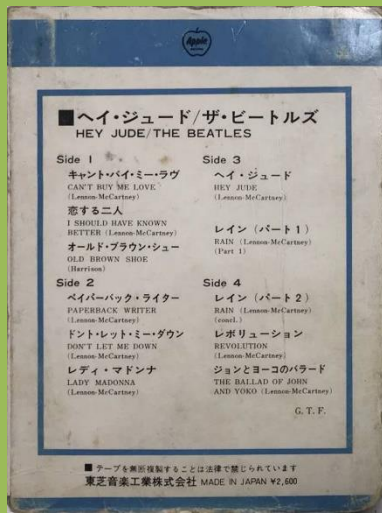 Apple
■ヘイ・ジュード/ザ・ビートルズ
HEY JUDE/THE BEATLES
Side 1
キャント・バイ・ミー・ラヴ
CAN'T BUY ME LOVE
(Lennon-McCartney)
恋する二人
I SHOULD HAVE KNOWN
BETTER (Lennon-McCartney)
オールド・ブラウン・シュー
OLD BROWN SHOE
(Harrison)
Side 2
ペイパーバック・ライター
PAPERBACK WRITER
(Lennon-McCartney)
ドント・レット・ミー・ダウン
DON'T LET ME DOWN
(Lennon-McCartney)
レディ・マドンナ
LADY MADONNA
(Lennon-McCartney)
Side 3
ヘイ・ジュード
HEY JUDE
(Lennon-McCartney)
レイン (パート1)
RAIN (Lennon-McCartney)
(Part 1)
Side 4
レイン (パート2)
RAIN (Lennon-McCartney)
(concl.)
レボリューション
REVOLUTION
(Lennon-McCartney)
ジョンとヨーコのバラード
THE BALLAD OF JOHN
AND YOKO (Lennon-McCartney)
G. T. F.
■テープを無断複製することは法律で禁じられています
東芝音楽工業株式会社 MADE IN JAPAN ¥2,600